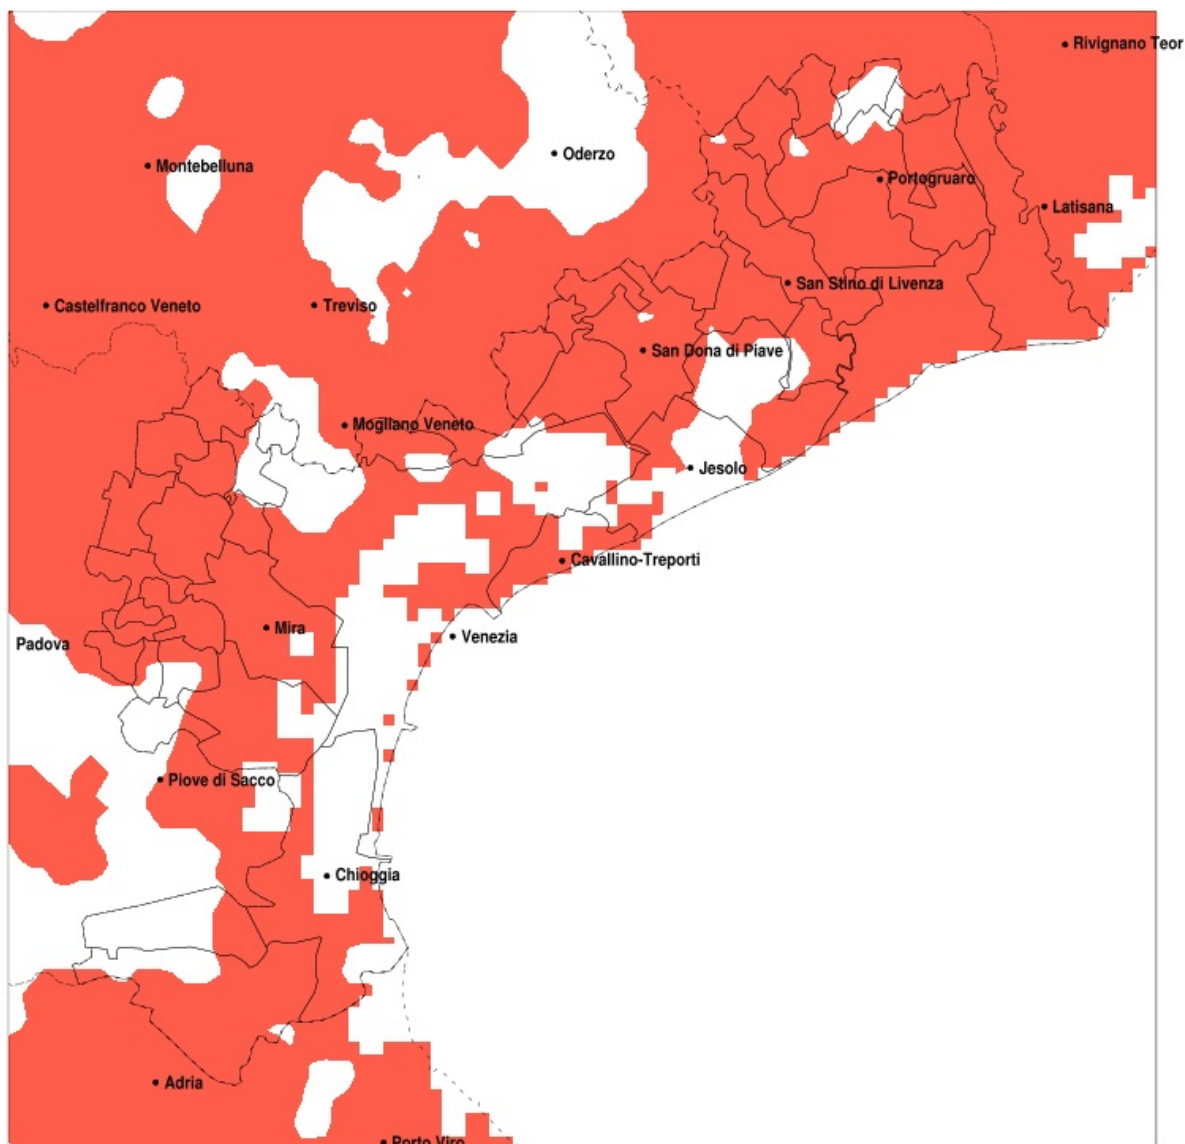 Rivignano Teor
Oderzo
Montebelluna
Portogruaro
Latisana
San Stino di Livenza
Castelfranco Veneto
Treviso
San Dona di Piave
Mogliano Veneto
Jesolo
Cavallino-Treporti
Mira
Venezia
Padova
Piove di Sacco
Chioggia
Adria
Porto Viro